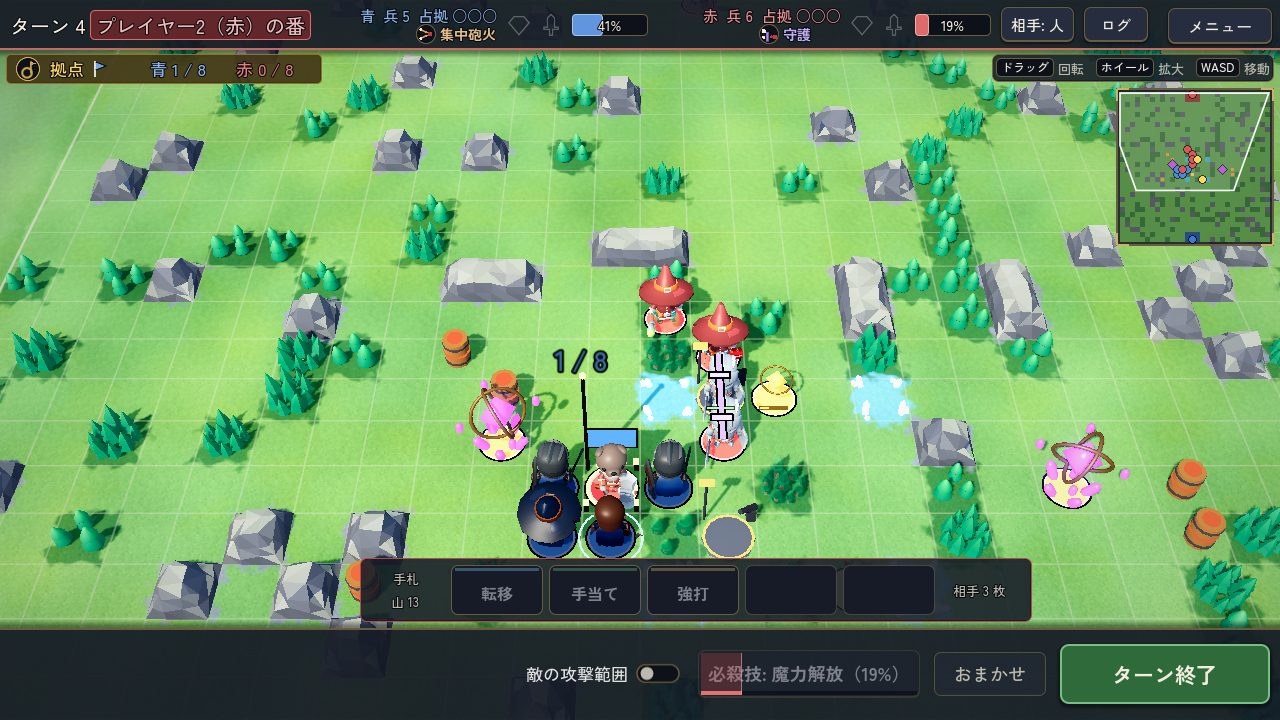 ターン 4 プレイヤー2（赤）の番
青 兵 5 占拠 〇〇〇
集中砲火
41%
赤 兵 6 占拠 〇〇〇
守護
19%
相手: 人
ログ
メニュー
拠点 青 1 / 8 赤 0 / 8
ドラッグ 回転 ホイール 拡大 WASD 移動
1/8
手札
山 13
転移
手当て
強打
相手 3 枚
敵の攻撃範囲
必殺技: 魔力解放（19%）
おまかせ
ターン終了